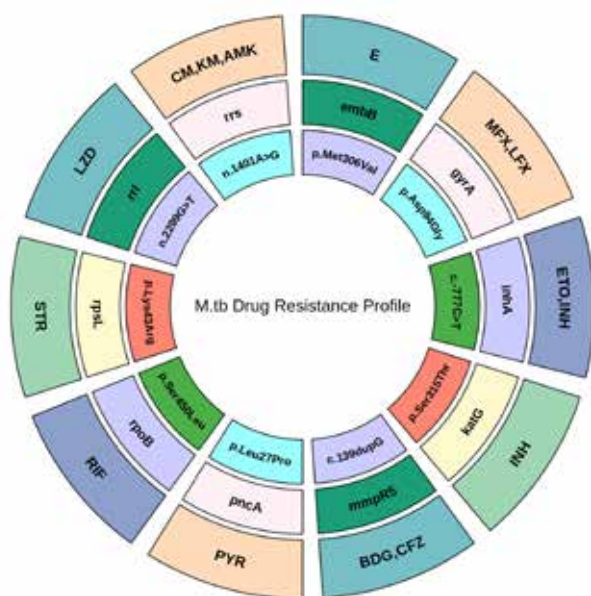 M.tb Drug Resistance Profile
E
embB
p.Met306Val
MFX,LFX
gyrA
p.Asp94Gly
ETO,INH
inhA
c.-777C>T
INH
katG
p.Ser315Thr
BDG,CFZ
mmpR5
c.139dupG
PYR
pncA
p.Leu27Pro
RIF
rpoB
p.Ser450Leu
STR
rpsL
p.Lys43Arg
LZD
rrl
n.2299G>T
CM,KM,AMK
rrs
n.1401A>G